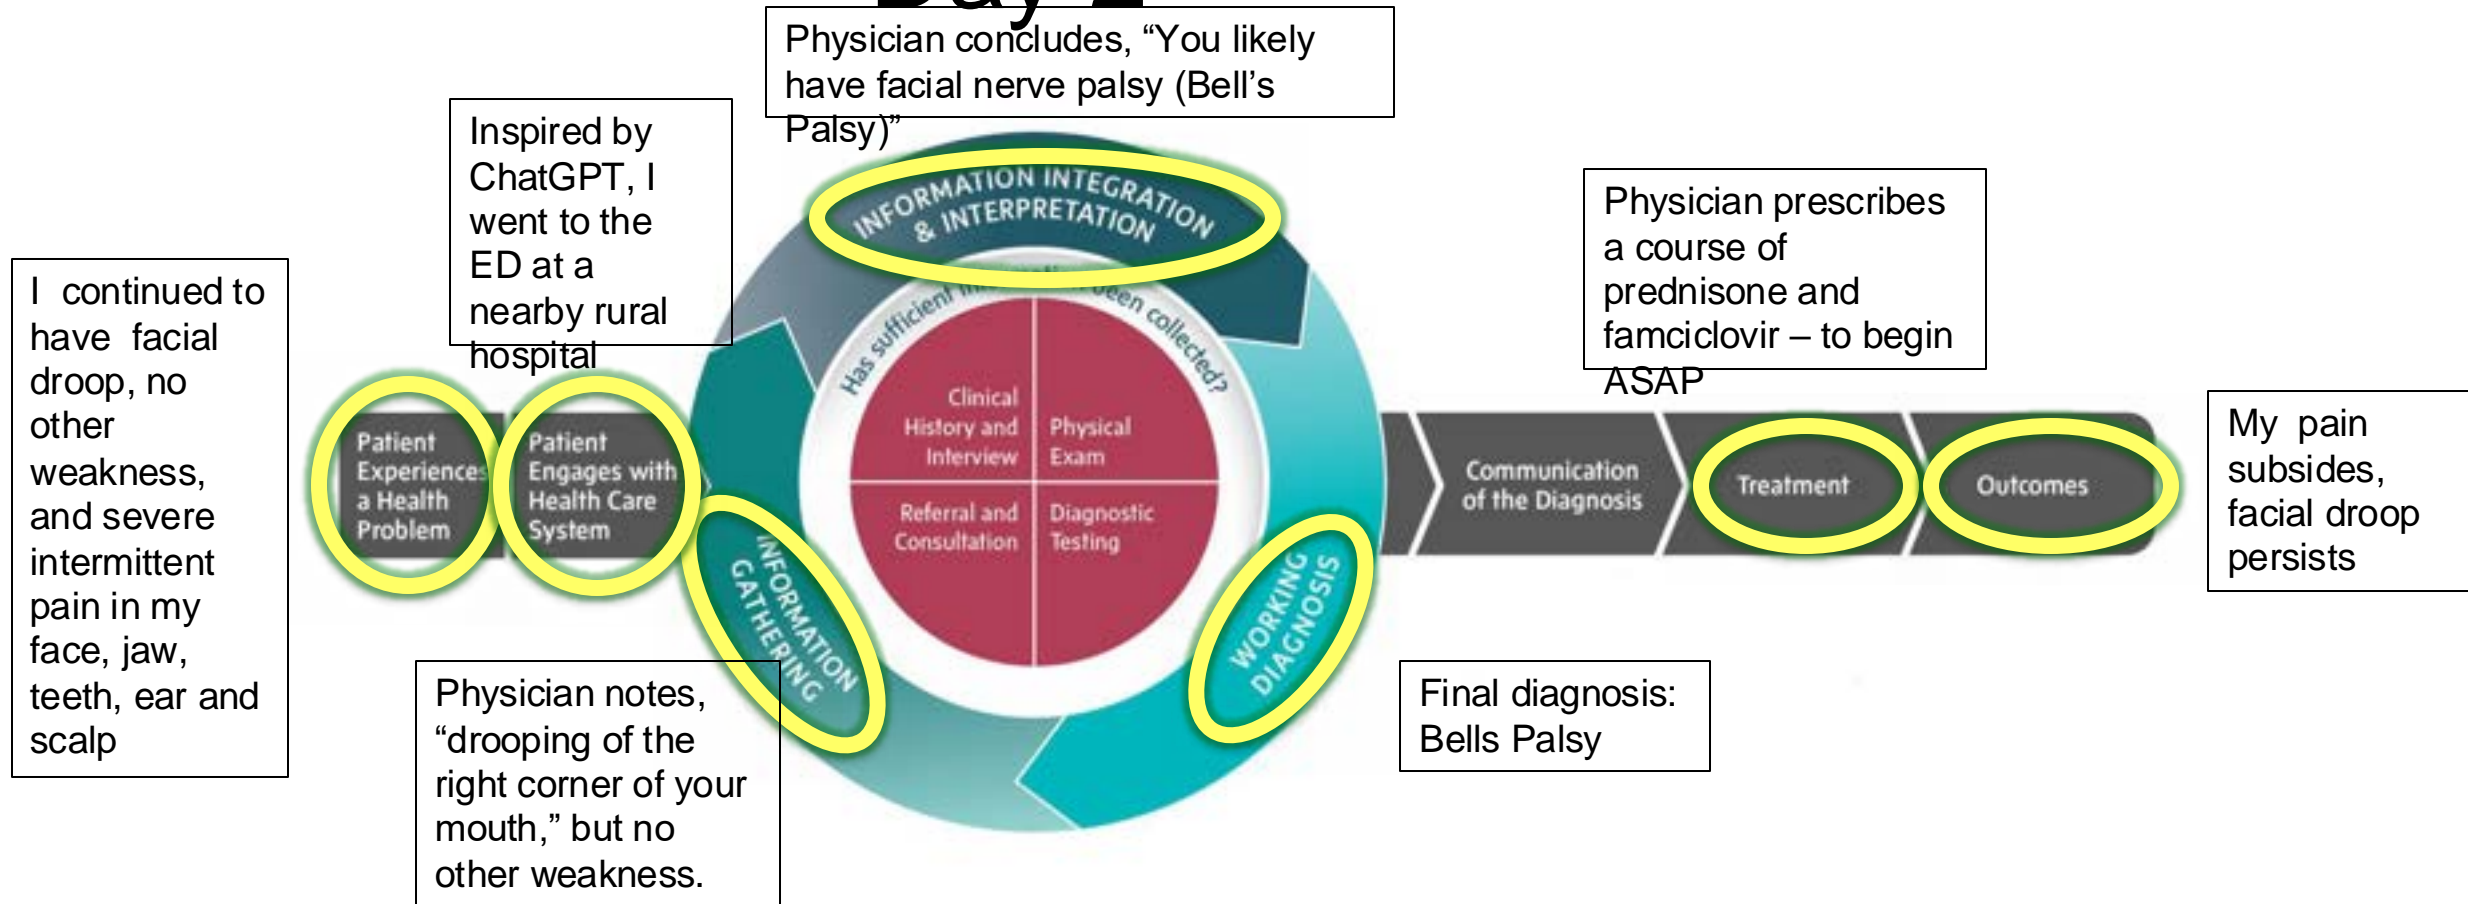 Day 2
Physician concludes, “You likely
have facial nerve palsy (Bell’s
Palsy)”
Inspired by
ChatGPT, I
went to the
ED at a
nearby rural
hospital
I continued to
have facial
droop, no
other
weakness,
and severe
intermittent
pain in my
face, jaw,
teeth, ear and
scalp
Patient
Experiences
a Health
Problem
Patient
Engages with
Health Care
System
INFORMATION
GATHERING
Physician notes,
“drooping of the
right corner of your
mouth,” but no
other weakness.
INFORMATION INTEGRATION
& INTERPRETATION
Has sufficient been collected?
Clinical
History and
Interview
Physical
Exam
Referral and
Consultation
Diagnostic
Testing
WORKING
DIAGNOSIS
Final diagnosis:
Bells Palsy
Communication
of the Diagnosis
Physician prescribes
a course of
prednisone and
famciclovir – to begin
ASAP
Treatment
Outcomes
My pain
subsides,
facial droop
persists